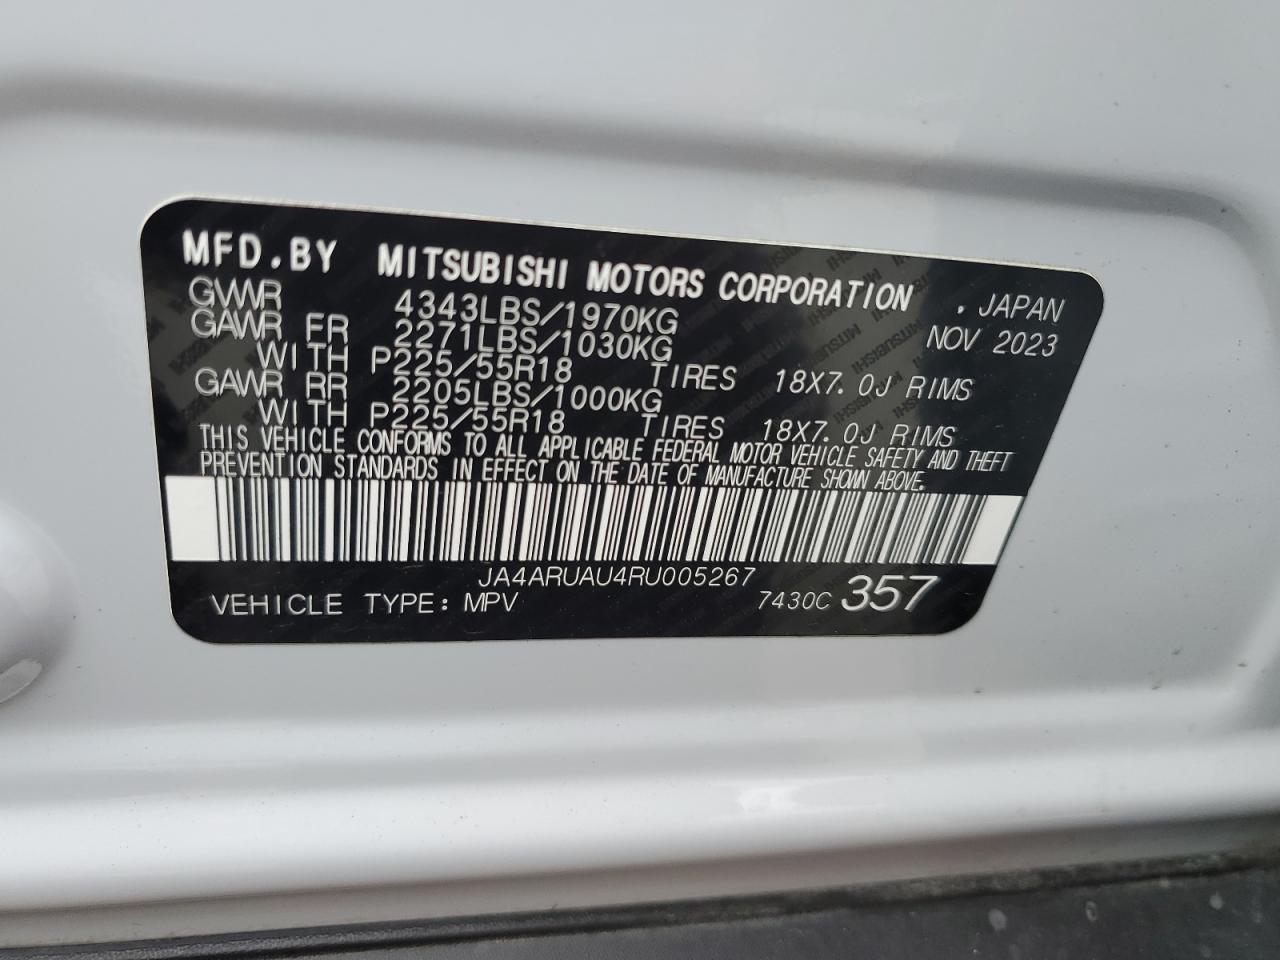 MFD.BY MITSUBISHI MOTORS CORPORATION , JAPAN
GVWR 4343LBS/1970KG NOV 2023
GAWR FR 2271LBS/1030KG
WITH P225/55R18 TIRES 18X7.0J RIMS
GAWR RR 2205LBS/1000KG
WITH P225/55R18 TIRES 18X7.0J RIMS
THIS VEHICLE CONFORMS TO ALL APPLICABLE FEDERAL MOTOR VEHICLE SAFETY AND THEFT
PREVENTION STANDARDS IN EFFECT ON THE DATE OF MANUFACTURE SHOWN ABOVE.
JA4ARUAU4RU005267
VEHICLE TYPE: MPV 7430C 357